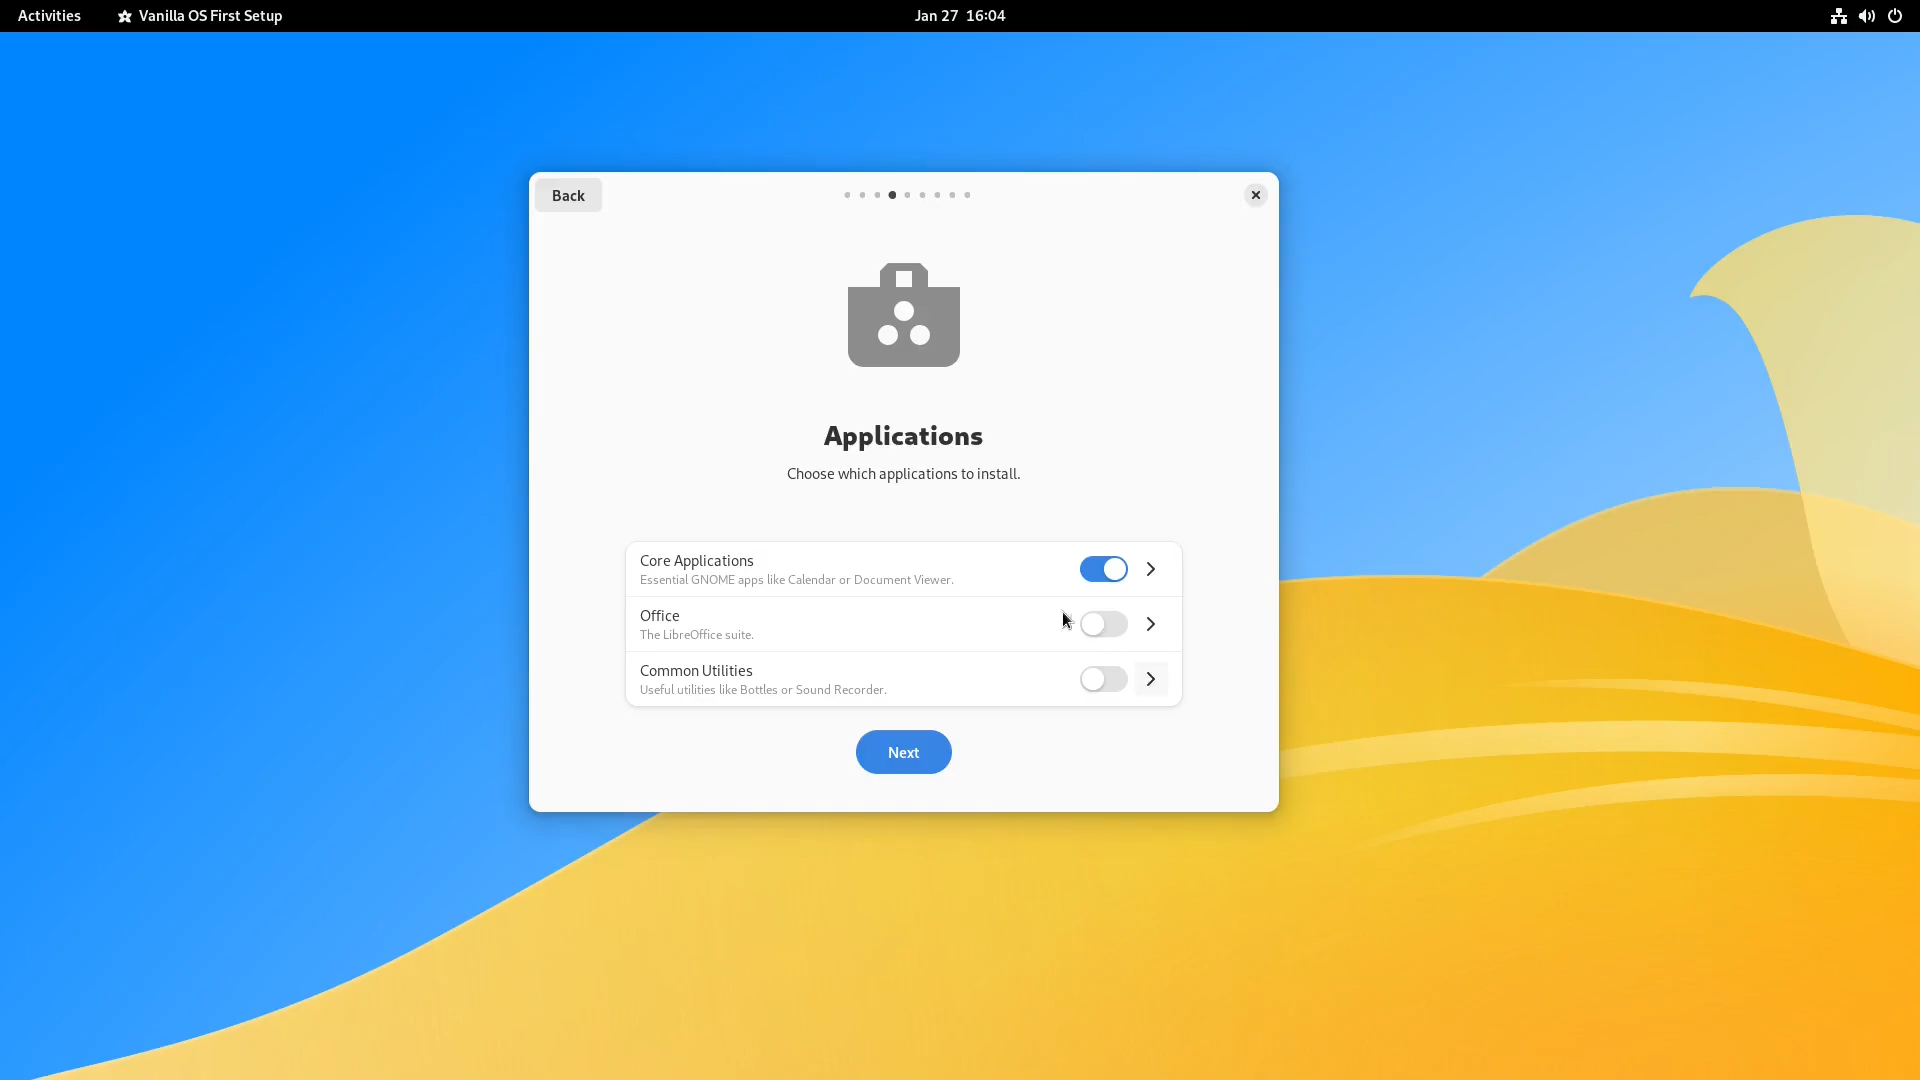 Activities
Vanilla OS First Setup
Jan 27 16:04
Back
Applications
Choose which applications to install.
Core Applications
Essential GNOME apps like Calendar or Document Viewer.
Office
The LibreOffice suite.
Common Utilities
Useful utilities like Bottles or Sound Recorder.
Next